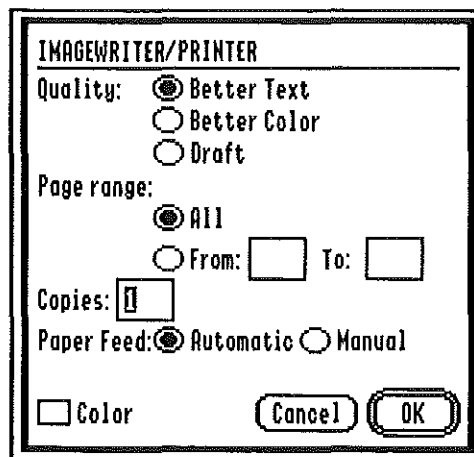 IMAGEWRITER/PRINTER
Quality: Better Text
Better Color
Draft
Page range:
All
From: To:
Copies: 1
Paper Feed: Automatic Manual
Color Cancel OK